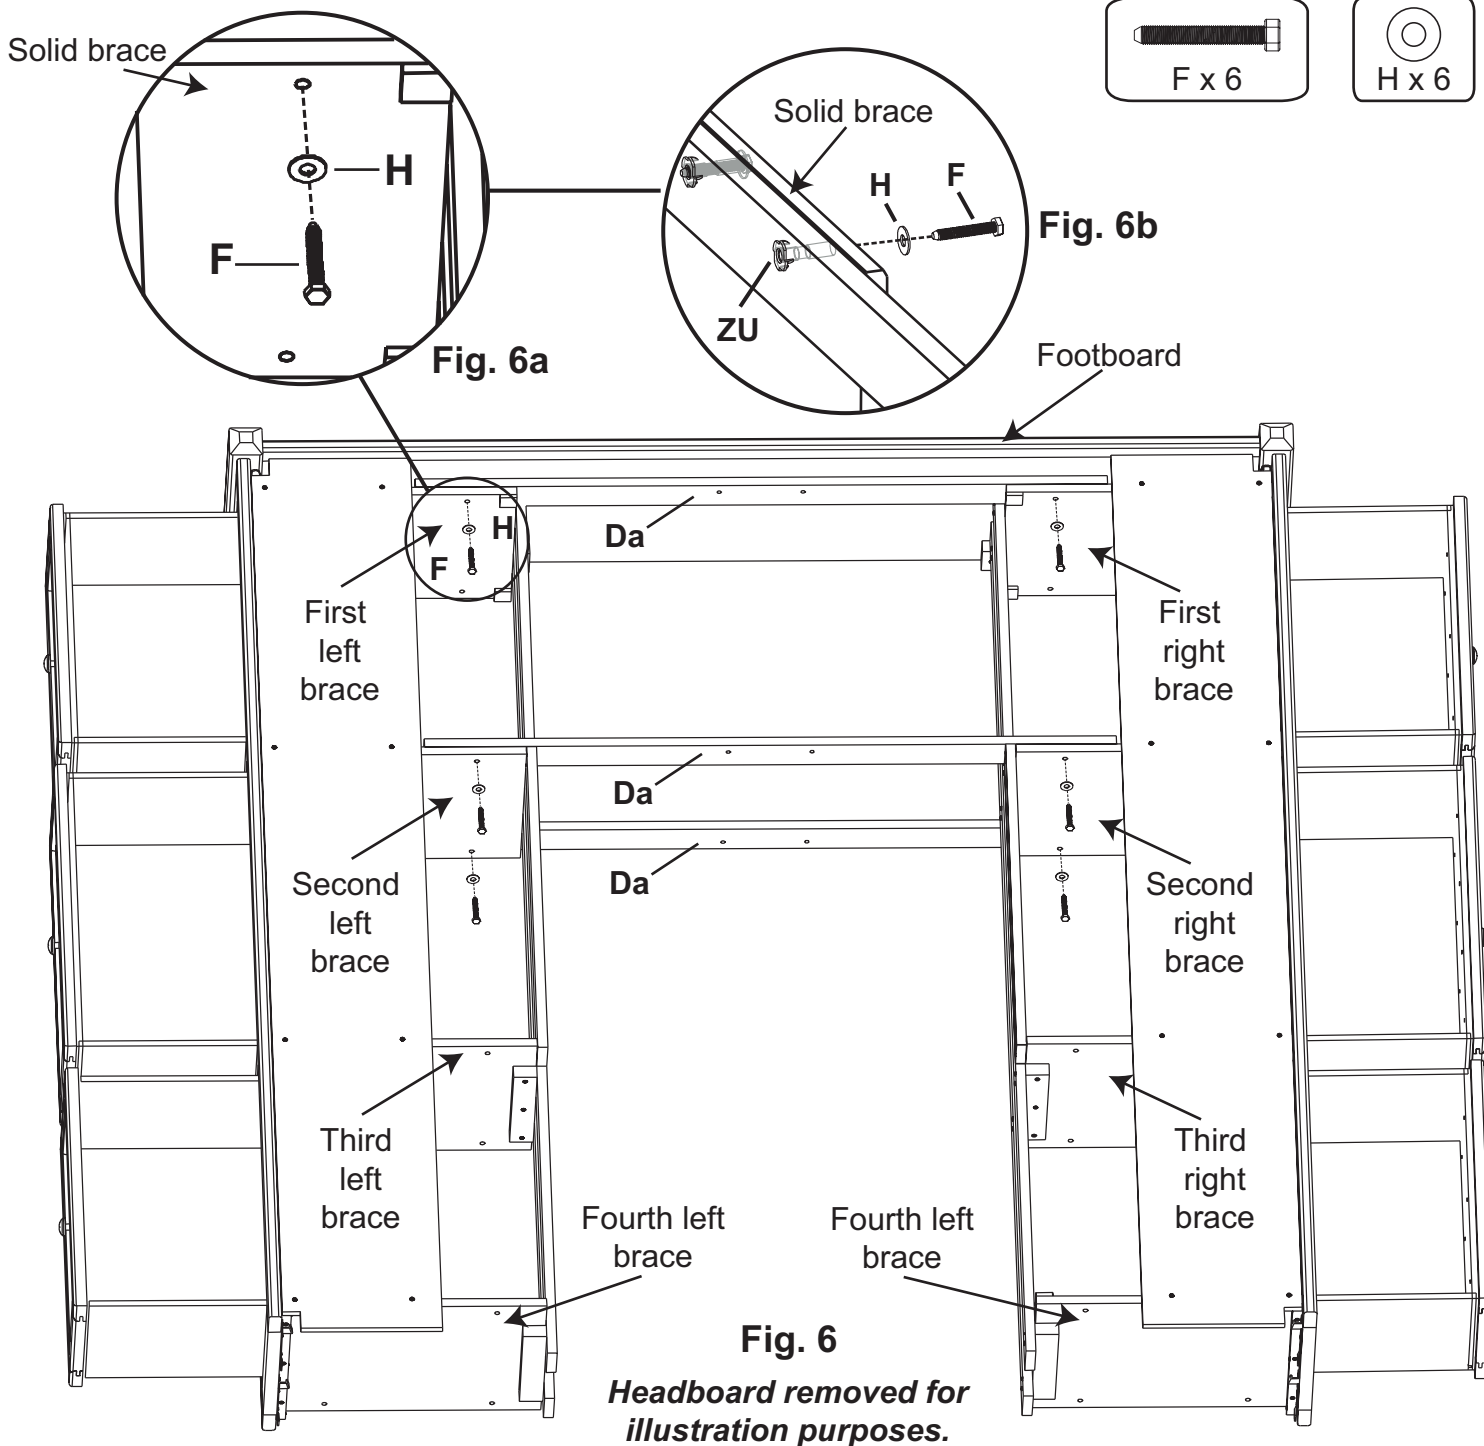 Solid brace
H
F
Fig. 6a
Solid brace
H
F
ZU
Fig. 6b
F x 6
H x 6
Footboard
H
F
Da
First
left
brace
First
right
brace
Da
Da
Second
left
brace
Second
right
brace
Third
left
brace
Third
right
brace
Fourth left
brace
Fourth left
brace
Fig. 6
Headboard removed for
illustration purposes.